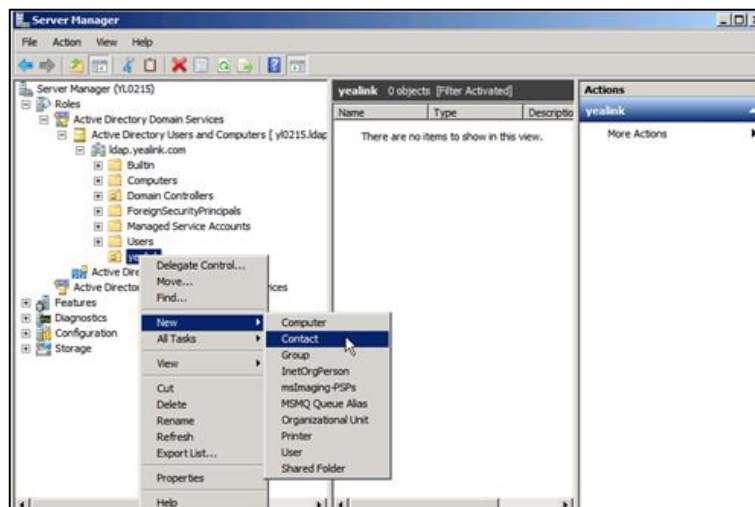 Server Manager
File Action View Help
Server Manager (YL0215)
Roles
Active Directory Domain Services
Active Directory Users and Computers [ yl0215.ldap
ldap.yealink.com
Builtin
Computers
Domain Controllers
ForeignSecurityPrincipals
Managed Service Accounts
Users
Active Dire
Active Directo
ices
Features
Diagnostics
Configuration
Storage
Delegate Control...
Move...
Find...
New
All Tasks
View
Cut
Delete
Rename
Refresh
Export List...
Properties
Help
Computer
Contact
Group
InetOrgPerson
msImaging-PSPs
MSMQ Queue Alias
Organizational Unit
Printer
User
Shared Folder
yealink 0 objects [Filter Activated]
Name Type Descriptio
There are no items to show in this view.
Actions
yealink
More Actions